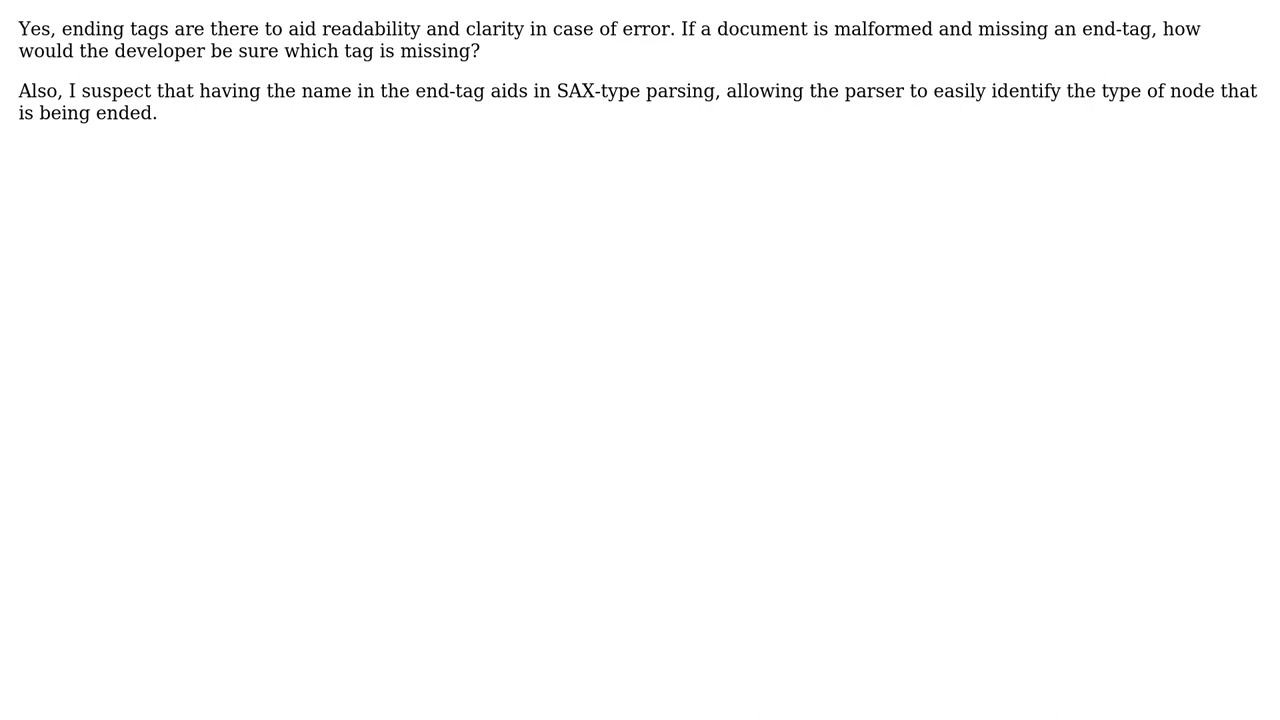 Yes, ending tags are there to aid readability and clarity in case of error. If a document is malformed and missing an end-tag, how
would the developer be sure which tag is missing?
Also, I suspect that having the name in the end-tag aids in SAX-type parsing, allowing the parser to easily identify the type of node that
is being ended.